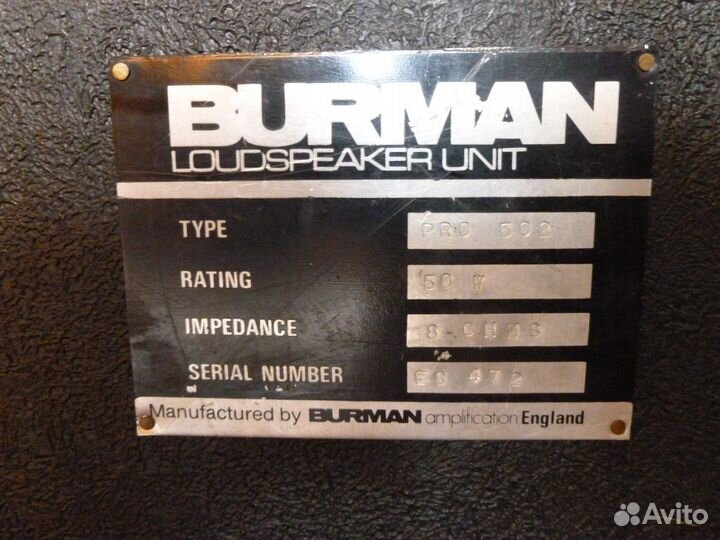 BURMAN
LOUDSPEAKER UNIT
TYPE PRO 502
RATING 50 W
IMPEDANCE 8-OHMS
SERIAL NUMBER 472
Manufactured by BURMAN amplification England
Avito